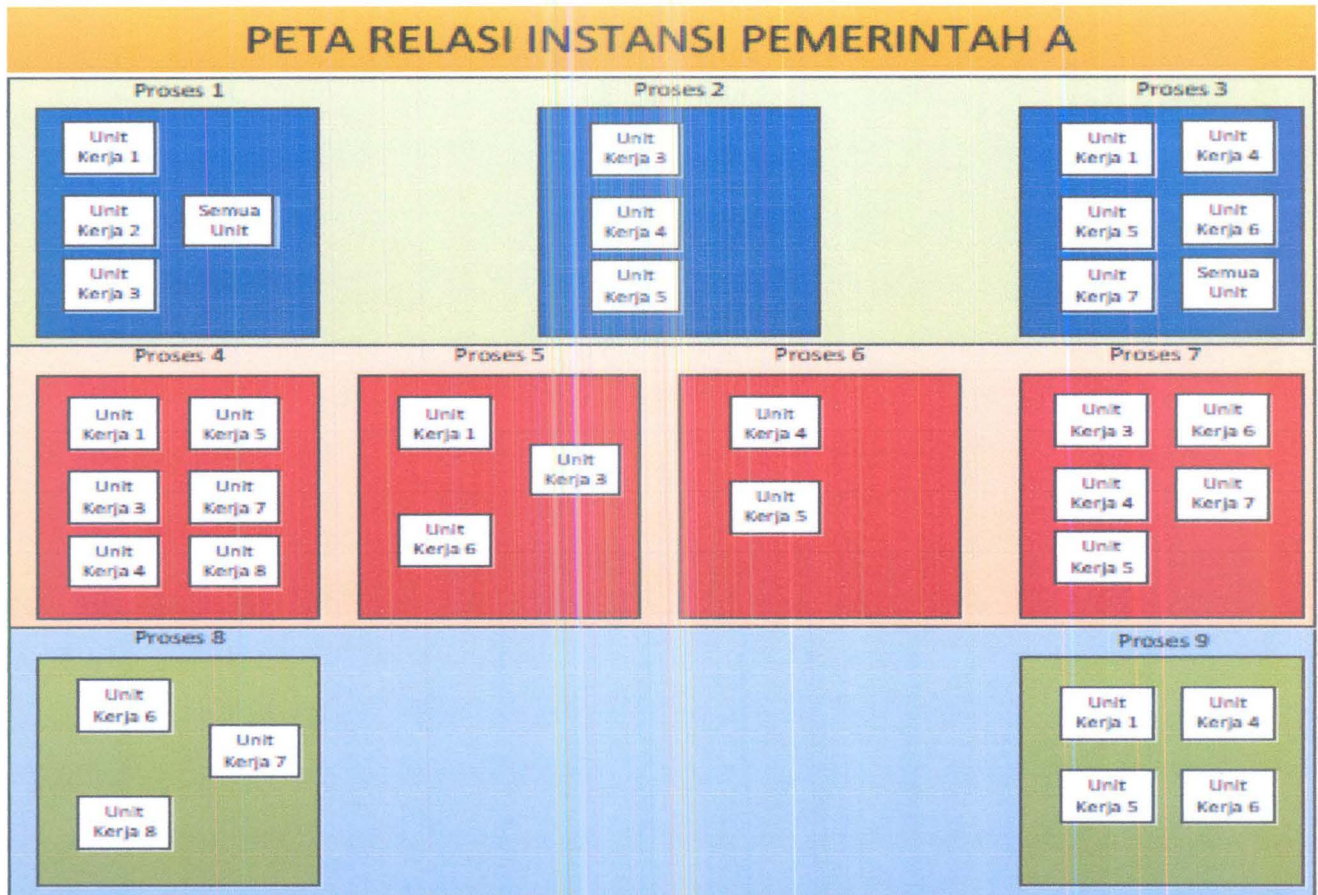 PETA RELASI INSTANSI PEMERINTAH A
Proses 1
Unit
Kerja 1
Unit
Kerja 2
Semua
Unit
Unit
Kerja 3
Proses 2
Unit
Kerja 3
Unit
Kerja 4
Unit
Kerja 5
Proses 3
Unit
Kerja 1
Unit
Kerja 4
Unit
Kerja 5
Unit
Kerja 6
Unit
Kerja 7
Semua
Unit
Proses 4
Unit
Kerja 1
Unit
Kerja 5
Unit
Kerja 3
Unit
Kerja 7
Unit
Kerja 4
Unit
Kerja 8
Proses 5
Unit
Kerja 1
Unit
Kerja 3
Unit
Kerja 6
Proses 6
Unit
Kerja 4
Unit
Kerja 5
Proses 7
Unit
Kerja 3
Unit
Kerja 6
Unit
Kerja 4
Unit
Kerja 7
Unit
Kerja 5
Proses 8
Unit
Kerja 6
Unit
Kerja 7
Unit
Kerja 8
Proses 9
Unit
Kerja 1
Unit
Kerja 4
Unit
Kerja 5
Unit
Kerja 6